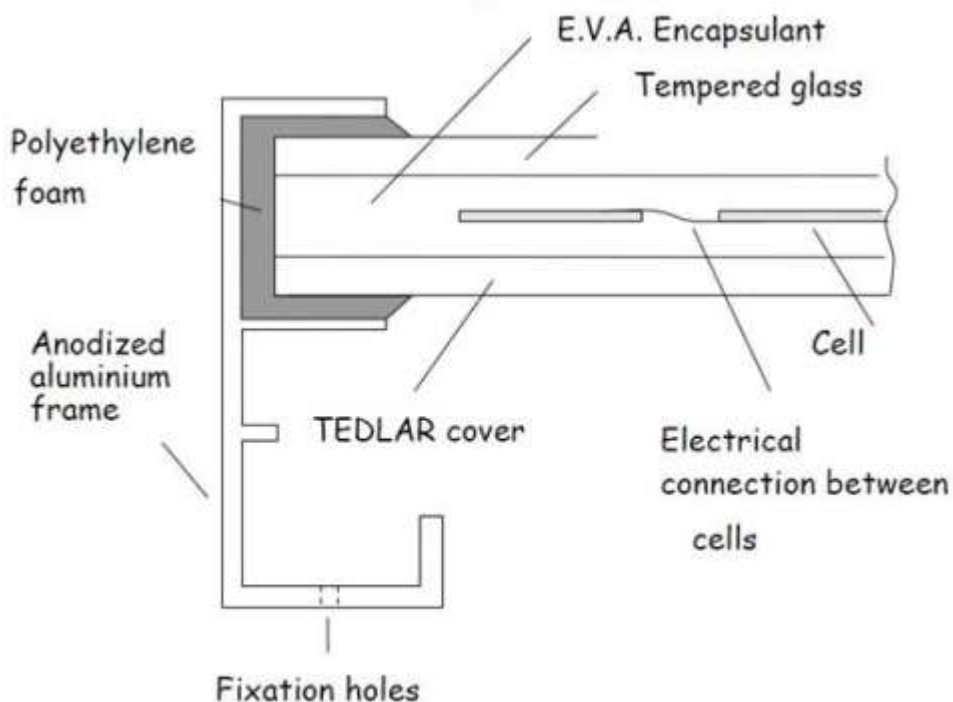 E.V.A. Encapsulant
Tempered glass
Polyethylene
foam
Anodized
aluminium
frame
TEDLAR cover
Cell
Electrical
connection between
cells
Fixation holes